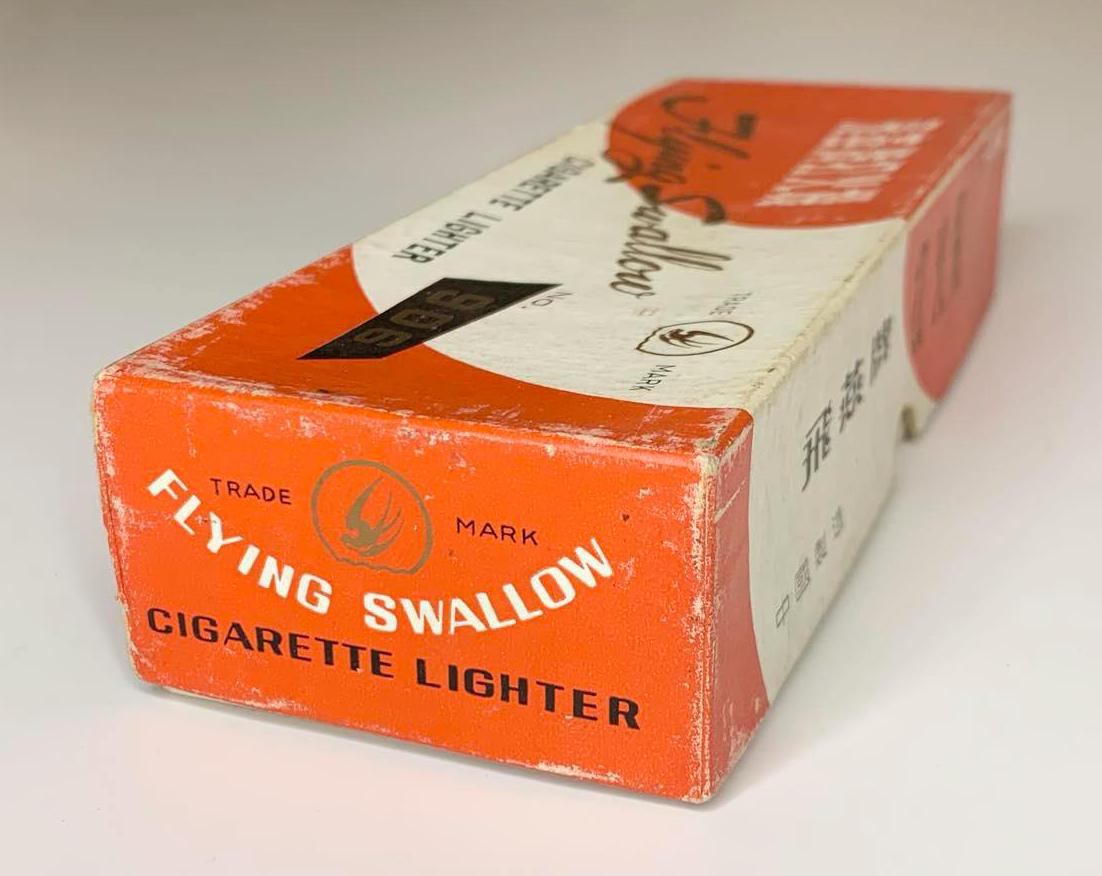 Flying Swallow
CIGARETTE LIGHTER
NO.
TRADE
MARK
TRADE MARK
FLYING SWALLOW
CIGARETTE LIGHTER
飛燕牌
中國製造